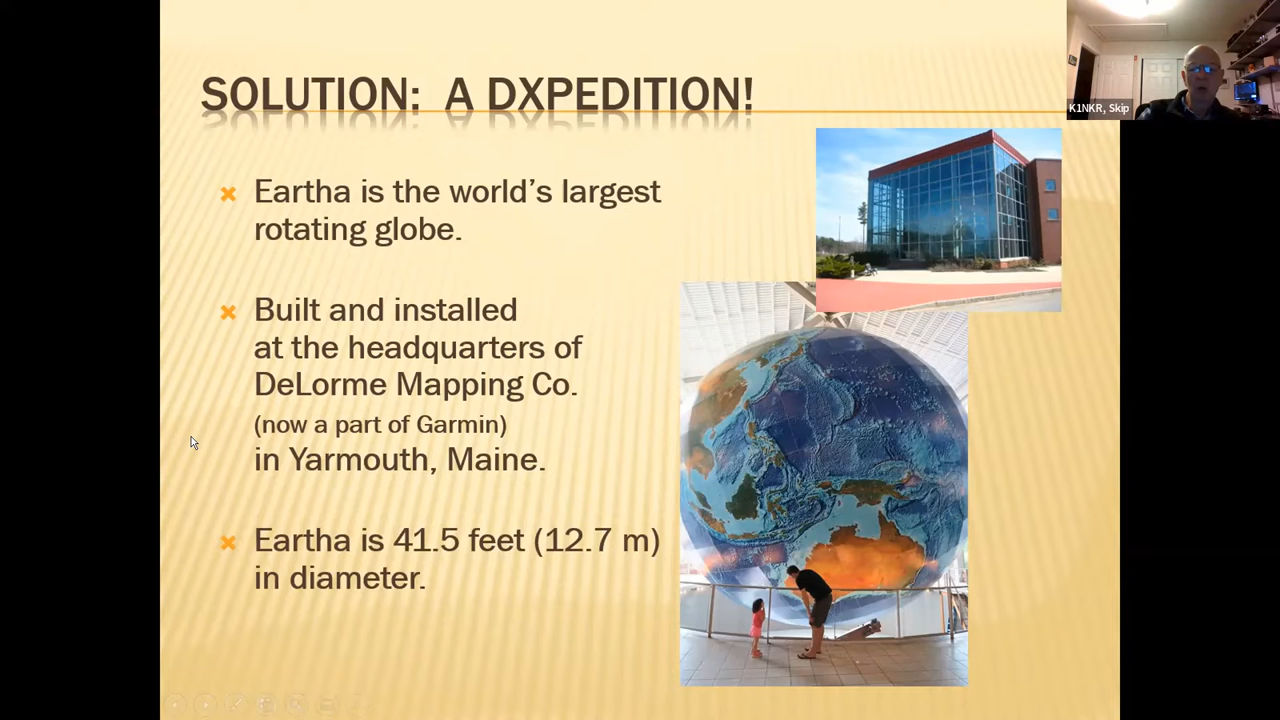 SOLUTION: A DXPEDITION!
K1NKR, Skip
Eartha is the world's largest
rotating globe.
Built and installed
at the headquarters of
DeLorme Mapping Co.
(now a part of Garmin)
in Yarmouth, Maine.
Eartha is 41.5 feet (12.7 m)
in diameter.